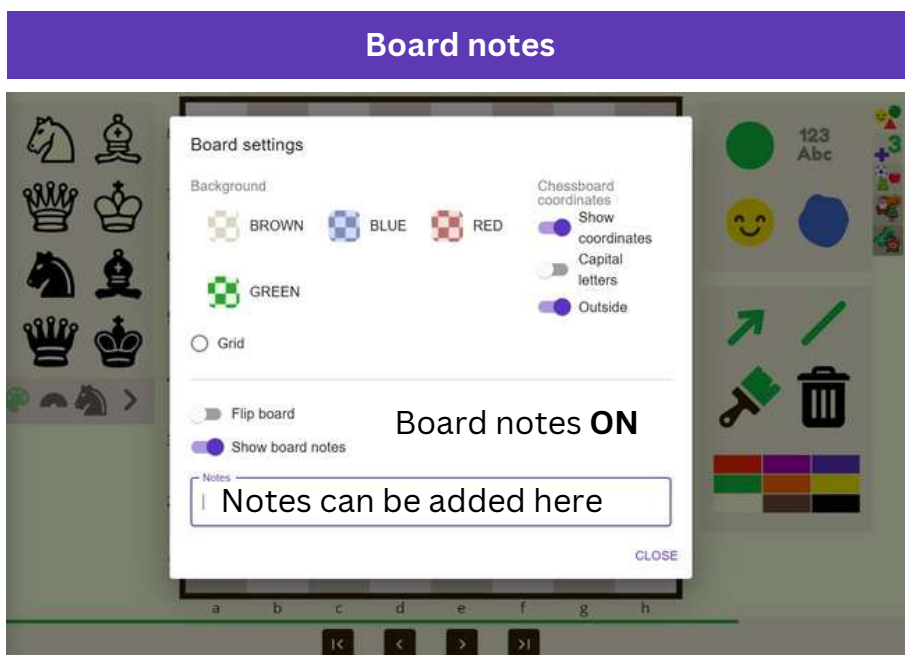 Board notes
Board settings
Background
BROWN
BLUE
RED
GREEN
Grid
Chessboard
coordinates
Show
coordinates
Capital
letters
Outside
Flip board
Show board notes
Board notes ON
Notes
Notes can be added here
CLOSE
123
Abc
3
a b c d e f g h